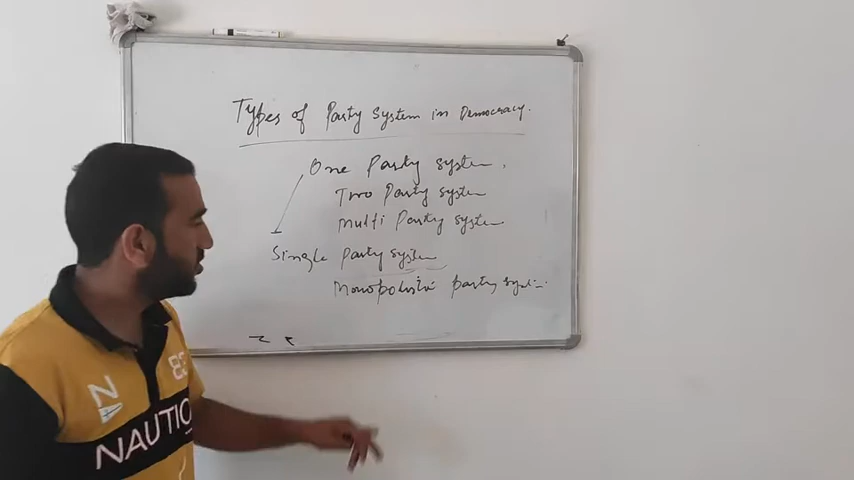 Types of Party System in Democracy.
One Party system,
Two Party system
Multi Party system
Single Party system
Monopolistic party system
N
83
NAUTIC